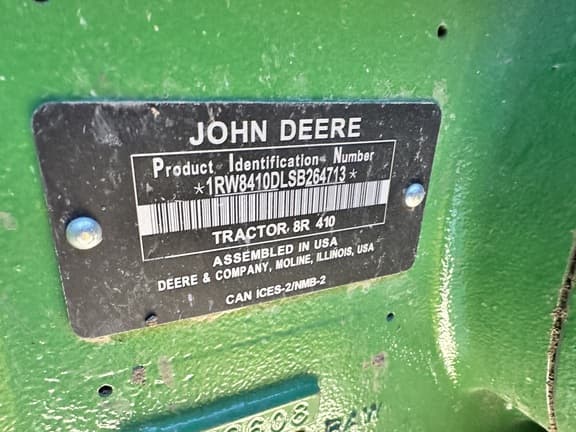 JOHN DEERE
Product Identification Number
*1RW8410DLSB264713*
TRACTOR 8R 410
ASSEMBLED IN USA
DEERE & COMPANY, MOLINE, ILLINOIS, USA
CAN ICES-2/NMB-2